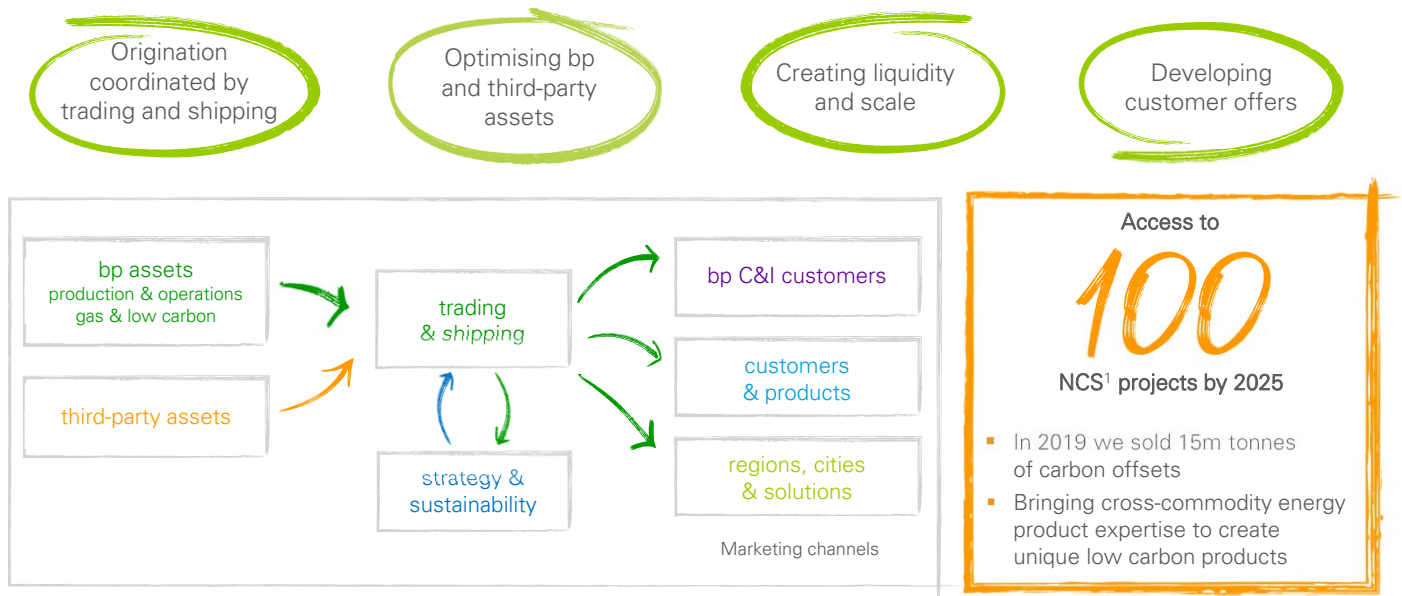 Origination
coordinated by
trading and shipping
Optimising bp
and third-party
assets
Creating liquidity
and scale
Developing
customer offers
bp assets
production & operations
gas & low carbon
third-party assets
trading
& shipping
strategy &
sustainability
bp C&I customers
customers
& products
regions, cities
& solutions
Marketing channels
Access to
100
NCS¹ projects by 2025
▪ In 2019 we sold 15m tonnes
of carbon offsets
▪ Bringing cross-commodity energy
product expertise to create
unique low carbon products